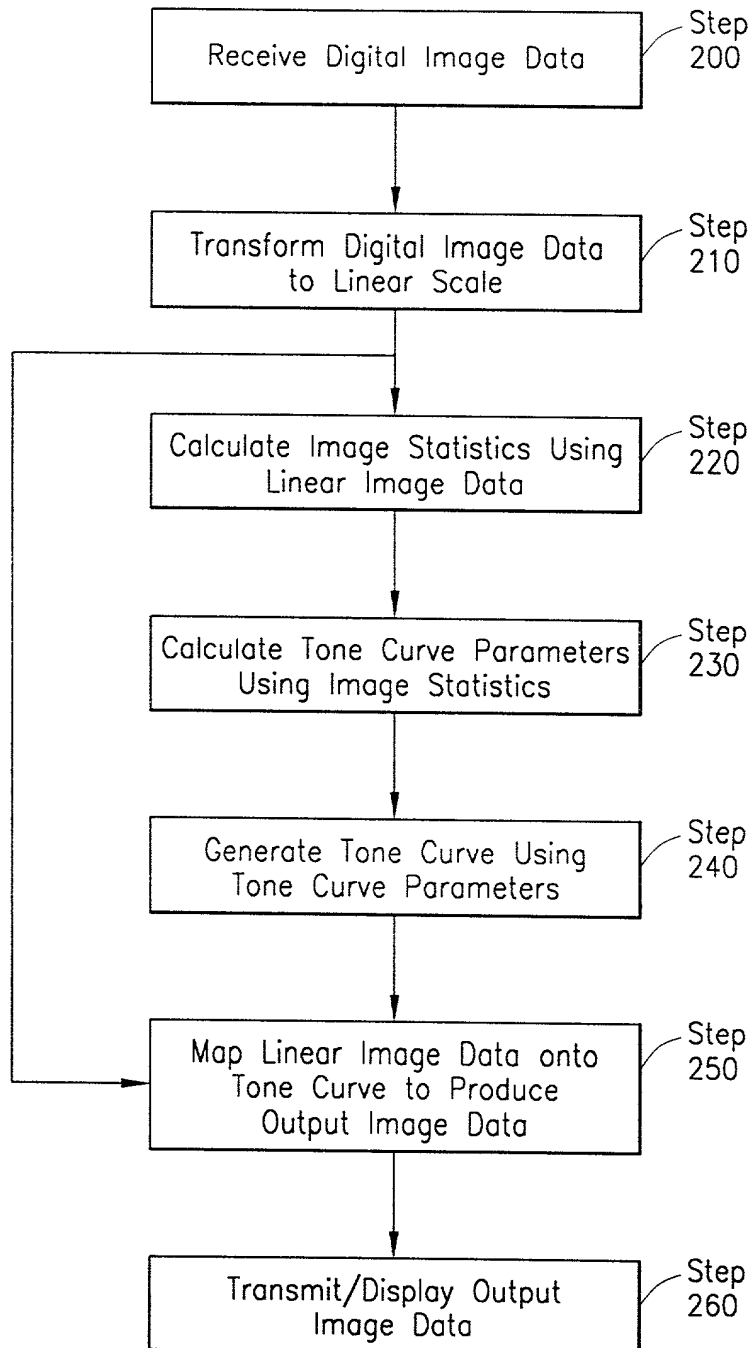 Receive Digital Image Data
Step
200
Transform Digital Image Data
to Linear Scale
Step
210
Calculate Image Statistics Using
Linear Image Data
Step
220
Calculate Tone Curve Parameters
Using Image Statistics
Step
230
Generate Tone Curve Using
Tone Curve Parameters
Step
240
Map Linear Image Data onto
Tone Curve to Produce
Output Image Data
Step
250
Transmit/Display Output
Image Data
Step
260